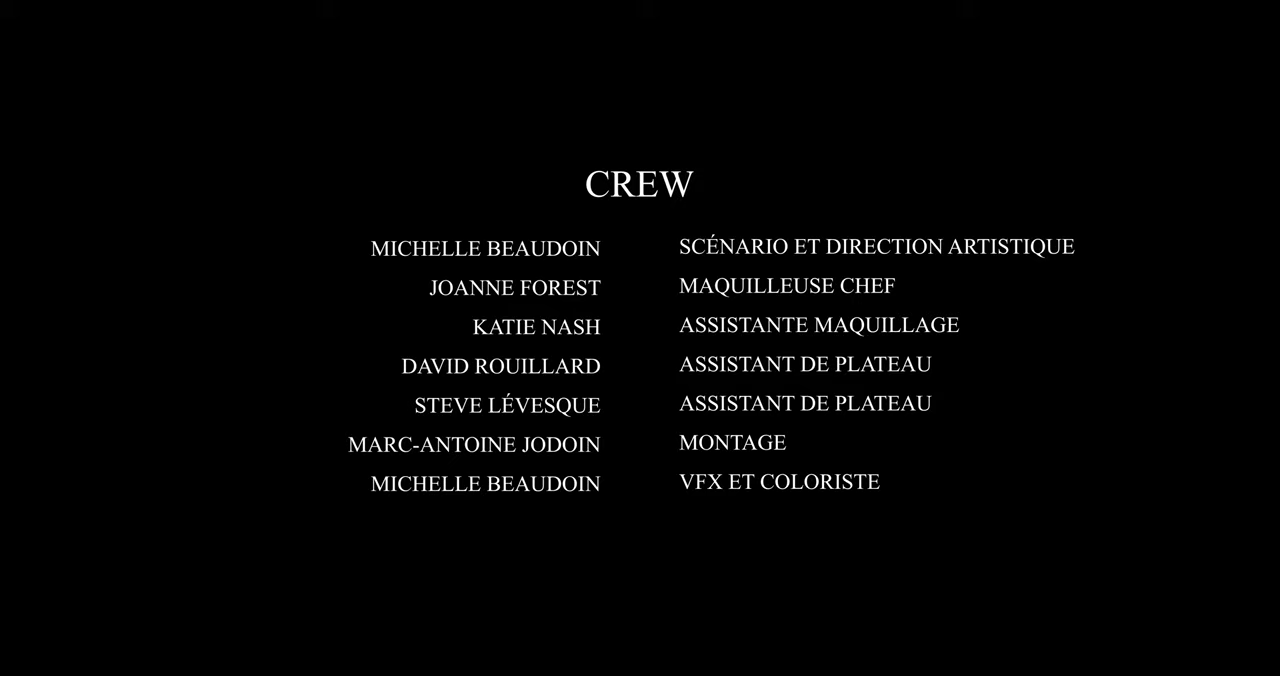 CREW
MICHELLE BEAUDOIN SCÉNARIO ET DIRECTION ARTISTIQUE
JOANNE FOREST MAQUILLEUSE CHEF
KATIE NASH ASSISTANTE MAQUILLAGE
DAVID ROUILLARD ASSISTANT DE PLATEAU
STEVE LÉVESQUE ASSISTANT DE PLATEAU
MARC-ANTOINE JODOIN MONTAGE
MICHELLE BEAUDOIN VFX ET COLORISTE